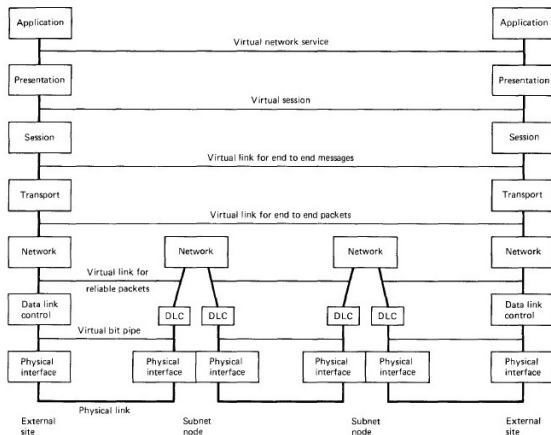 Application
Application
Virtual network service
Presentation
Presentation
Virtual session
Session
Session
Virtual link for end to end messages
Transport
Transport
Virtual link for end to end packets
Network
Network
Network
Network
Virtual link for
reliable packets
Data link
control
DLC
DLC
DLC
DLC
Data link
control
Virtual bit pipe
Physical
interface
Physical
interface
Physical
interface
Physical
interface
Physical
interface
Physical
interface
Physical link
External
site
Subnet
node
Subnet
node
External
site